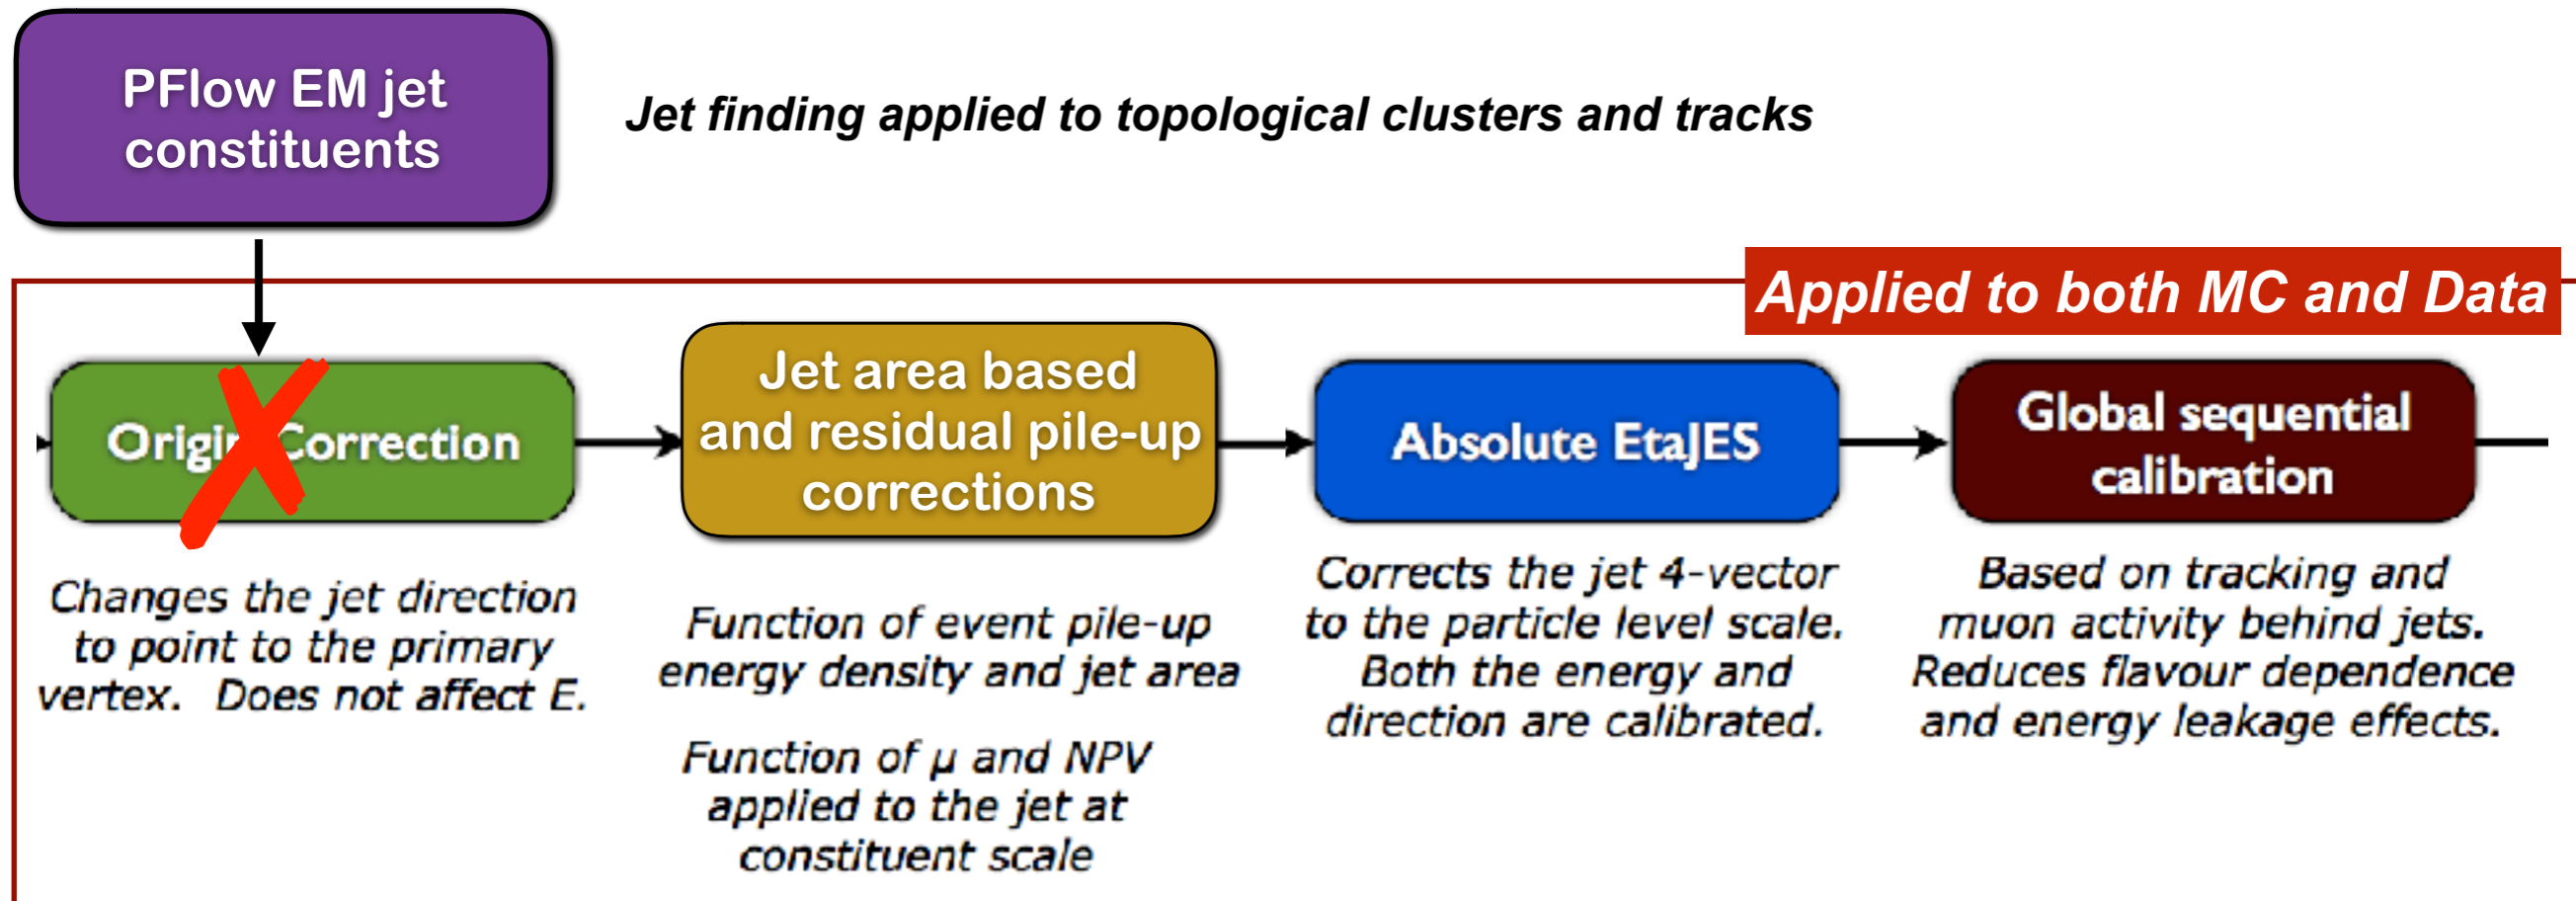 PFlow EM jet
constituents
Jet finding applied to topological clusters and tracks
Applied to both MC and Data
Origin Correction
Jet area based
and residual pile-up
corrections
Absolute EtaJES
Global sequential
calibration
Changes the jet direction
to point to the primary
vertex. Does not affect E.
Function of event pile-up
energy density and jet area
Function of µ and NPV
applied to the jet at
constituent scale
Corrects the jet 4-vector
to the particle level scale.
Both the energy and
direction are calibrated.
Based on tracking and
muon activity behind jets.
Reduces flavour dependence
and energy leakage effects.